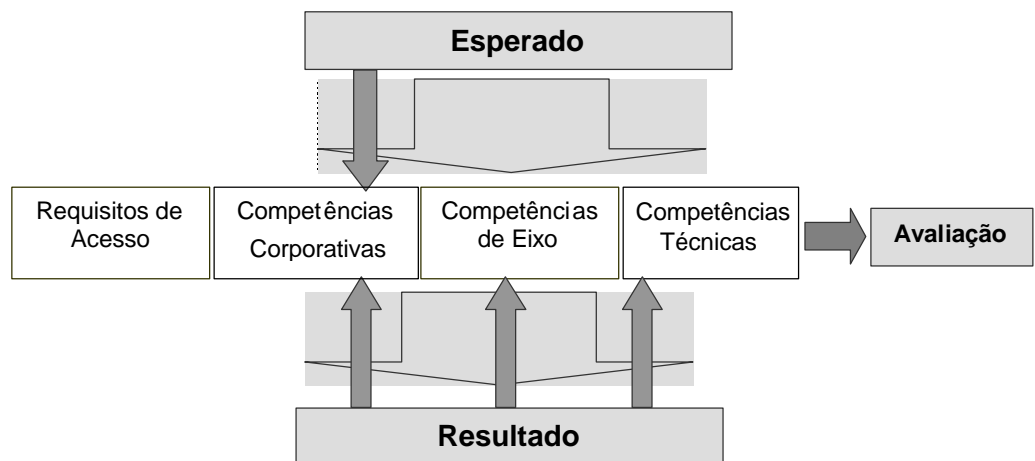 Esperado
Requisitos de
Acesso
Competências
Corporativas
Competências
de Eixo
Competências
Técnicas
Avaliação
Resultado